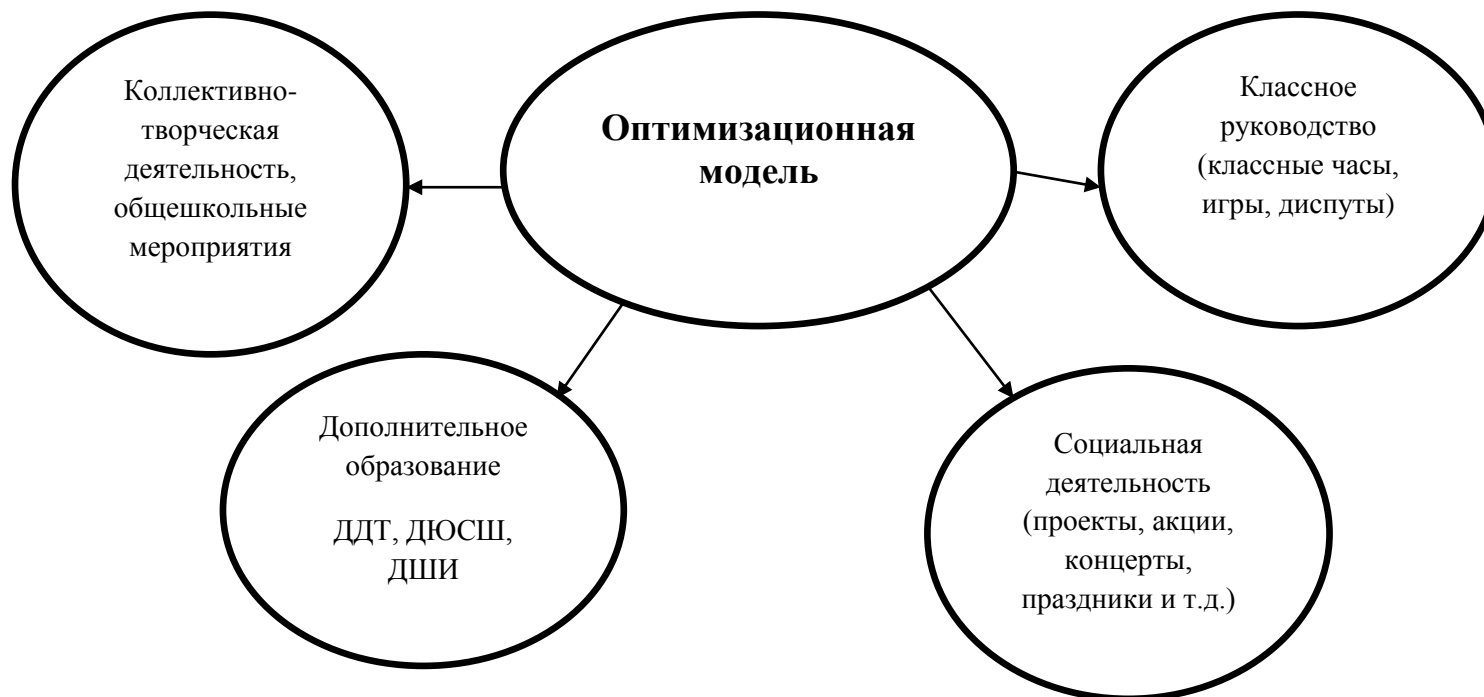 Коллективно-
творческая
деятельность,
общешкольные
мероприятия
Оптимизационная
модель
Классное
руководство
(классные часы,
игры, диспуты)
Дополнительное
образование
ДДТ, ДЮСШ,
ДШИ
Социальная
деятельность
(проекты, акции,
концерты,
праздники и т.д.)